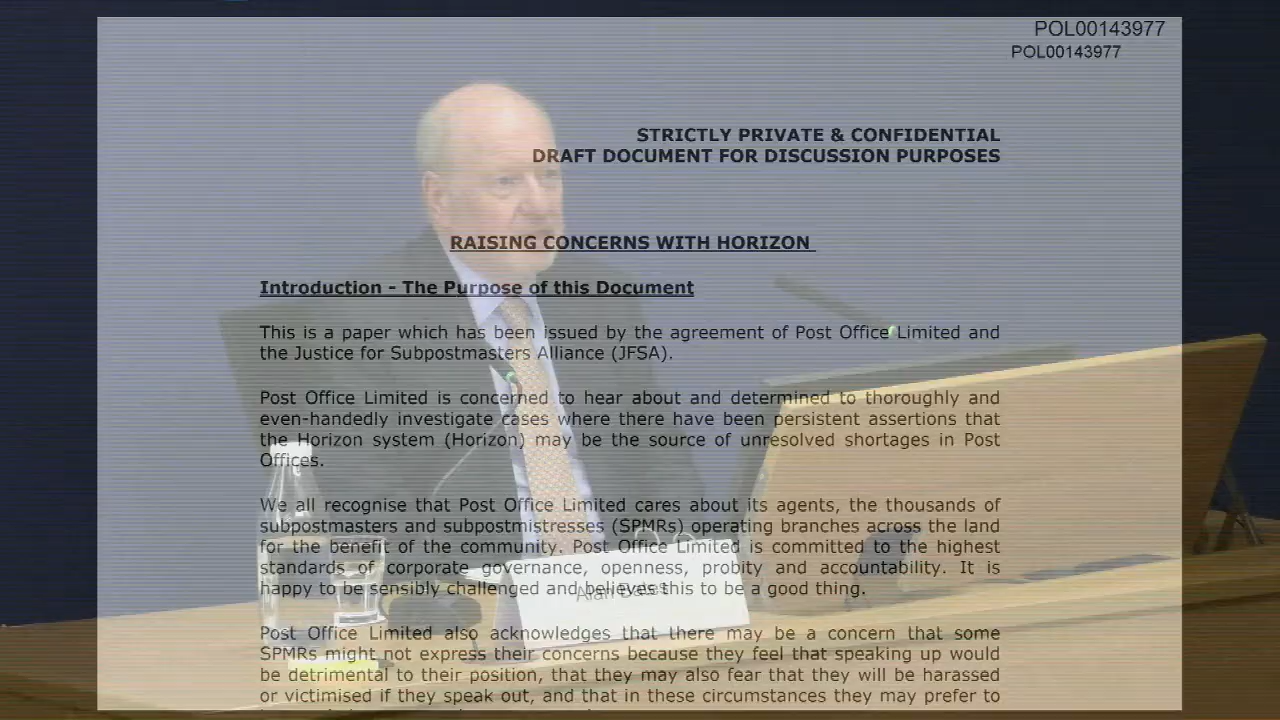 POL00143977
POL00143977
STRICTLY PRIVATE & CONFIDENTIAL
DRAFT DOCUMENT FOR DISCUSSION PURPOSES
RAISING CONCERNS WITH HORIZON
Introduction - The Purpose of this Document
This is a paper which has been issued by the agreement of Post Office Limited and
the Justice for Subpostmasters Alliance (JFSA).
Post Office Limited is concerned to hear about and determined to thoroughly and
even-handedly investigate cases where there have been persistent assertions that
the Horizon system (Horizon) may be the source of unresolved shortages in Post
Offices.
We all recognise that Post Office Limited cares about its agents, the thousands of
subpostmasters and subpostmistresses (SPMRs) operating branches across the land
for the benefit of the community. Post Office Limited is committed to the highest
standards of corporate governance, openness, probity and accountability. It is
happy to be sensibly challenged and believes this to be a good thing.
Alan Bates
Post Office Limited also acknowledges that there may be a concern that some
SPMRs might not express their concerns because they feel that speaking up would
be detrimental to their position, that they may also fear that they will be harassed
or victimised if they speak out, and that in these circumstances they may prefer to